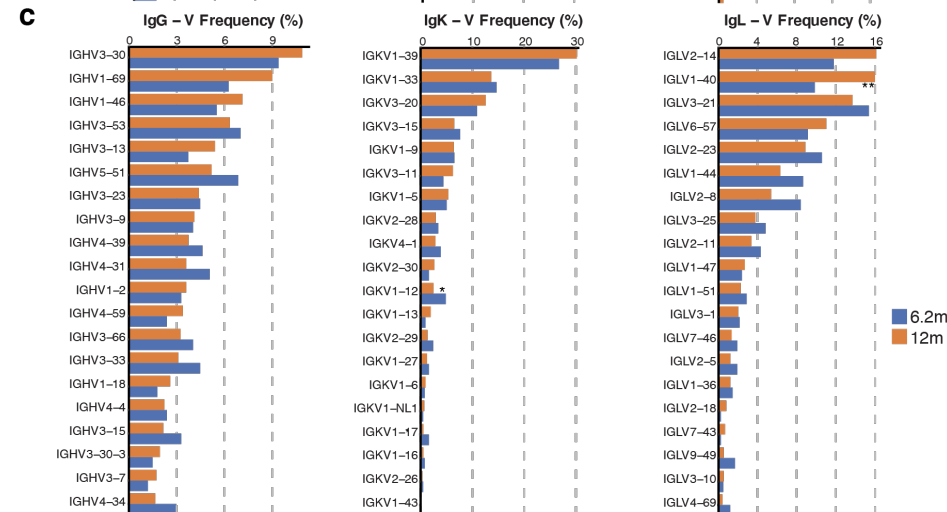 c
IgG – V Frequency (%)
0 3 6 9
IGHV3–30
IGHV1–69
IGHV1–46
IGHV3–53
IGHV3–13
IGHV5–51
IGHV3–23
IGHV3–9
IGHV4–39
IGHV4–31
IGHV1–2
IGHV4–59
IGHV3–66
IGHV3–33
IGHV1–18
IGHV4–4
IGHV3–15
IGHV3–30–3
IGHV3–7
IGHV4–34
IgK – V Frequency (%)
0 10 20 30
IGKV1–39
IGKV1–33
IGKV3–20
IGKV3–15
IGKV1–9
IGKV3–11
IGKV1–5
IGKV2–28
IGKV4–1
IGKV2–30
IGKV1–12
*
IGKV1–13
IGKV2–29
IGKV1–27
IGKV1–6
IGKV1–NL1
IGKV1–17
IGKV1–16
IGKV2–26
IGKV1–43
IgL – V Frequency (%)
0 4 8 12 16
IGLV2–14
IGLV1–40
**
IGLV3–21
IGLV6–57
IGLV2–23
IGLV1–44
IGLV2–8
IGLV3–25
IGLV2–11
IGLV1–47
IGLV1–51
IGLV3–1
IGLV7–46
IGLV2–5
IGLV1–36
IGLV2–18
IGLV7–43
IGLV9–49
IGLV3–10
IGLV4–69
6.2m
12m